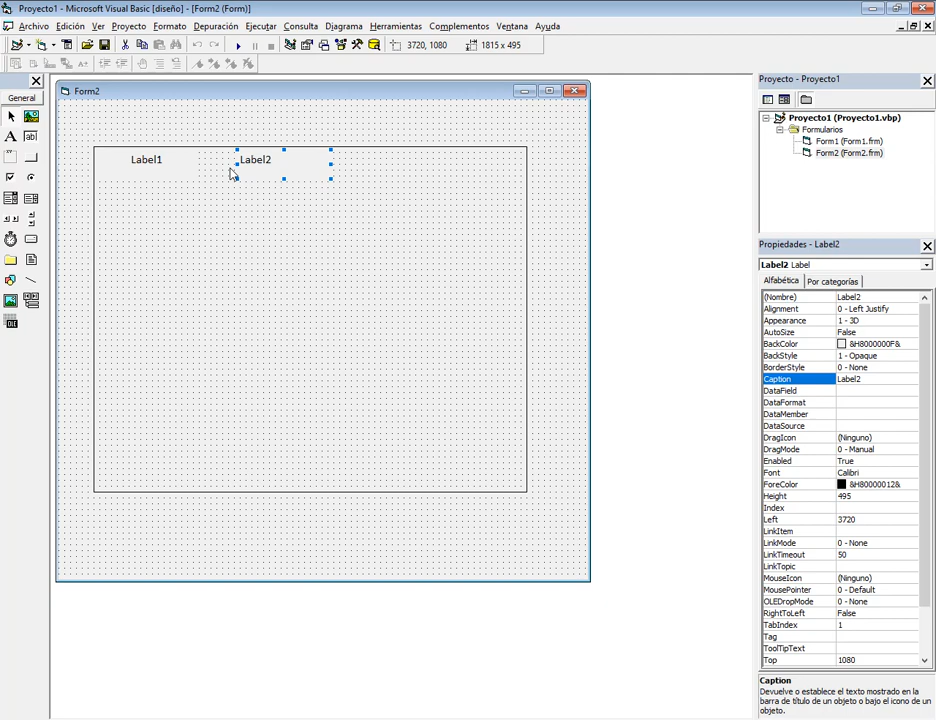 Proyecto1 - Microsoft Visual Basic [diseño] - [Form2 (Form)]
Archivo Edición Ver Proyecto Formato Depuración Ejecutar Consulta Diagrama Herramientas Complementos Ventana Ayuda
3720, 1080 1815 x 495
General
A ab|
Form2
Label1 Label2
Proyecto - Proyecto1
Proyecto1 (Proyecto1.vbp)
Formularios
Form1 (Form1.frm)
Form2 (Form2.frm)
Propiedades - Label2
Label2 Label
Alfabética Por categorías
(Nombre) Label2
Alignment 0 - Left Justify
Appearance 1 - 3D
AutoSize False
BackColor &H8000000F&
BackStyle 1 - Opaque
BorderStyle 0 - None
Caption Label2
DataField
DataFormat
DataMember
DataSource
DragIcon (Ninguno)
DragMode 0 - Manual
Enabled True
Font Calibri
ForeColor &H80000012&
Height 495
Index
Left 3720
LinkItem
LinkMode 0 - None
LinkTimeout 50
LinkTopic
MouseIcon (Ninguno)
MousePointer 0 - Default
OLEDropMode 0 - None
RightToLeft False
TabIndex 1
Tag
ToolTipText
Top 1080
Caption
Devuelve o establece el texto mostrado en la
barra de título de un objeto o bajo el icono de un
objeto.